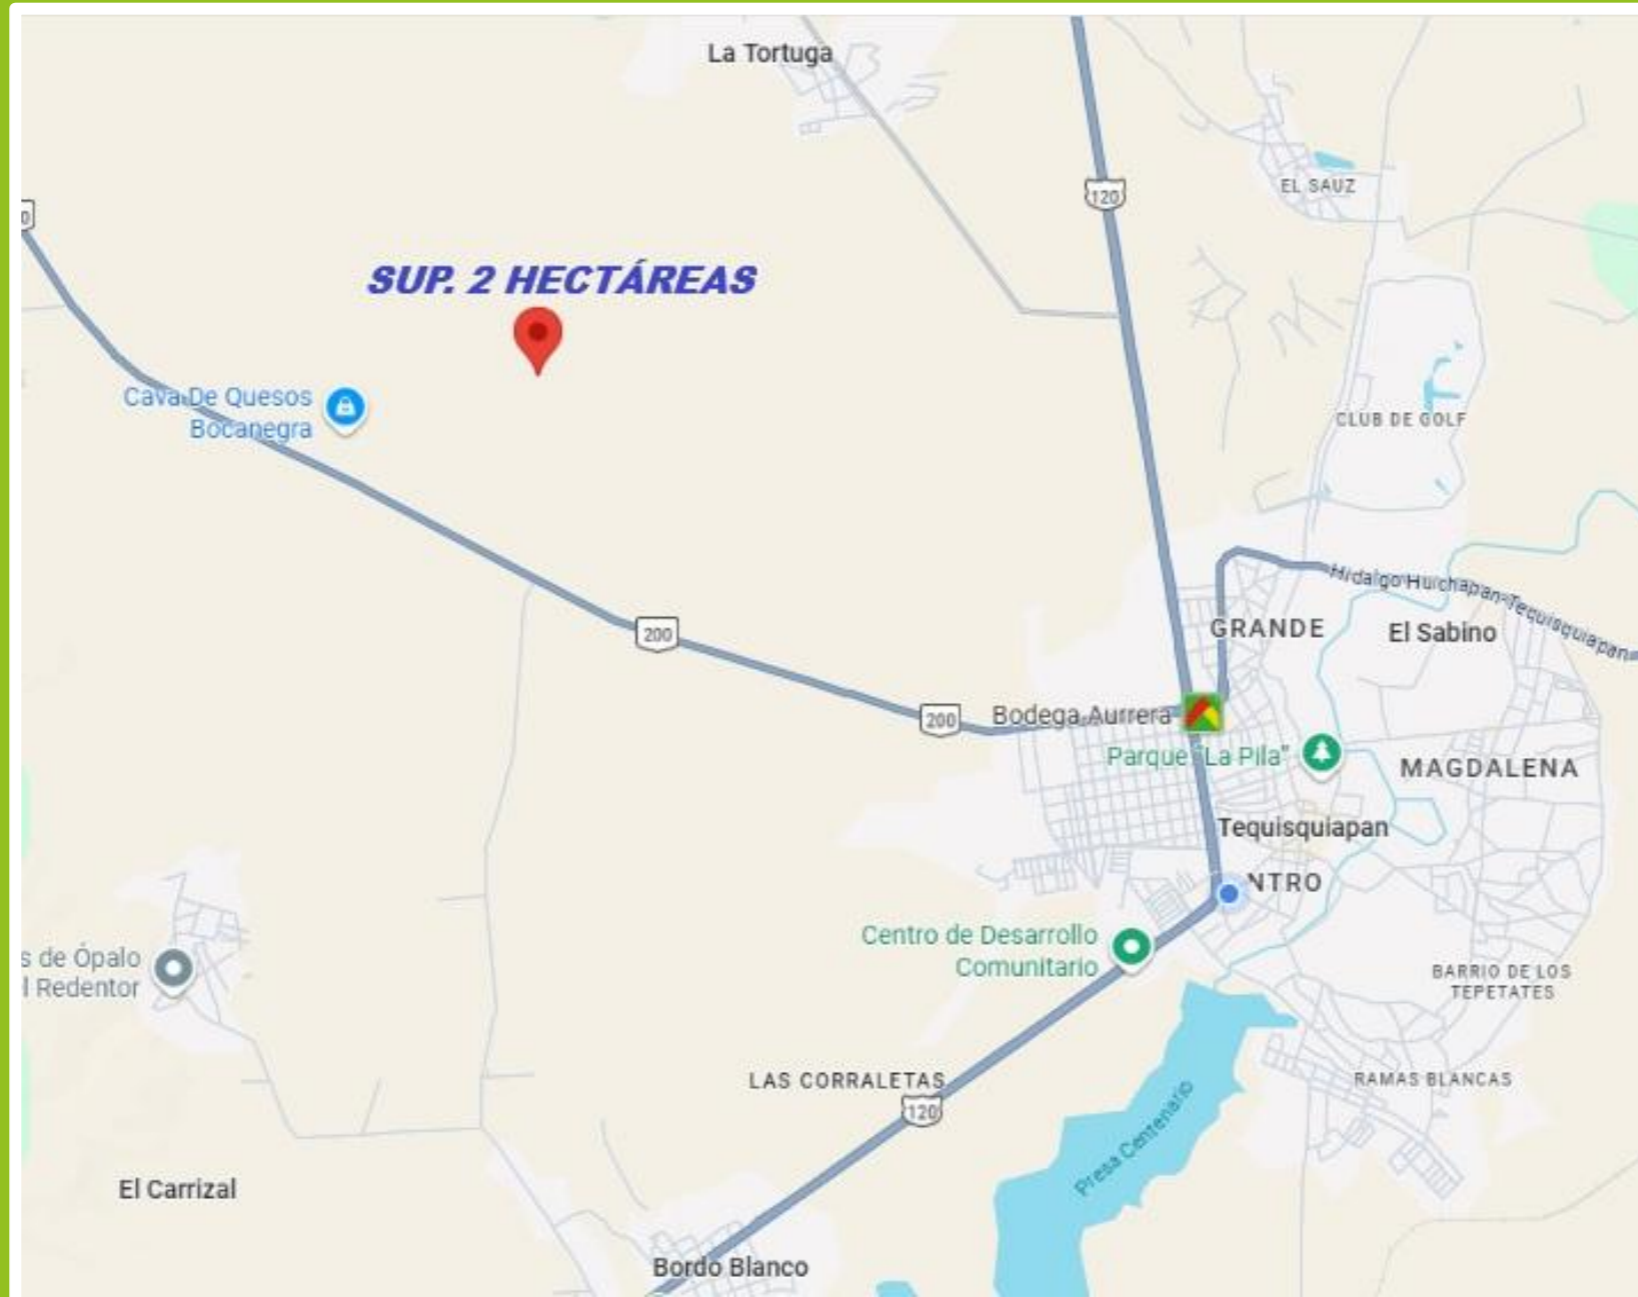 La Tortuga
120
EL SAUZ
0
SUP. 2 HECTÁREAS
Cava De Quesos
Bocanegra
CLUB DE GOLF
Hidalgo Huichapan-Tequisquiapan
200
GRANDE
El Sabino
200
Bodega Aurrera
Parque "La Pila"
MAGDALENA
Tequisquiapan
NTRO
Centro de Desarrollo
Comunitario
s de Ópalo
l Redentor
BARRIO DE LOS
TEPETATES
LAS CORRALETAS
120
RAMAS BLANCAS
Presa Centenario
El Carrizal
Bordo Blanco